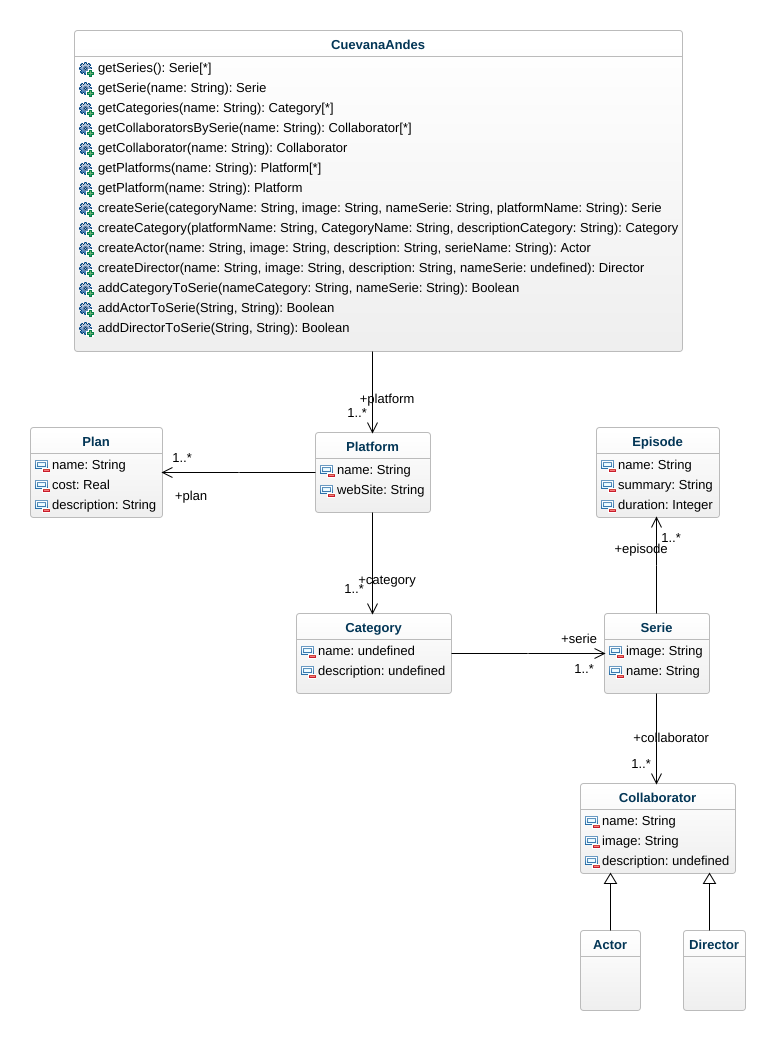 CuevanaAndes
getSeries(): Serie[*]
getSerie(name: String): Serie
getCategories(name: String): Category[*]
getCollaboratorsBySerie(name: String): Collaborator[*]
getCollaborator(name: String): Collaborator
getPlatforms(name: String): Platform[*]
getPlatform(name: String): Platform
createSerie(categoryName: String, image: String, nameSerie: String, platformName: String): Serie
createCategory(platformName: String, CategoryName: String, descriptionCategory: String): Category
createActor(name: String, image: String, description: String, serieName: String): Actor
createDirector(name: String, image: String, description: String, nameSerie: undefined): Director
addCategoryToSerie(nameCategory: String, nameSerie: String): Boolean
addActorToSerie(String, String): Boolean
addDirectorToSerie(String, String): Boolean
+platform
1..*
Plan
name: String
cost: Real
description: String
1..*
+plan
Platform
name: String
webSite: String
Episode
name: String
summary: String
duration: Integer
1..*
+episode
+category
1..*
Category
name: undefined
description: undefined
+serie
1..*
Serie
image: String
name: String
+collaborator
1..*
Collaborator
name: String
image: String
description: undefined
Actor
Director